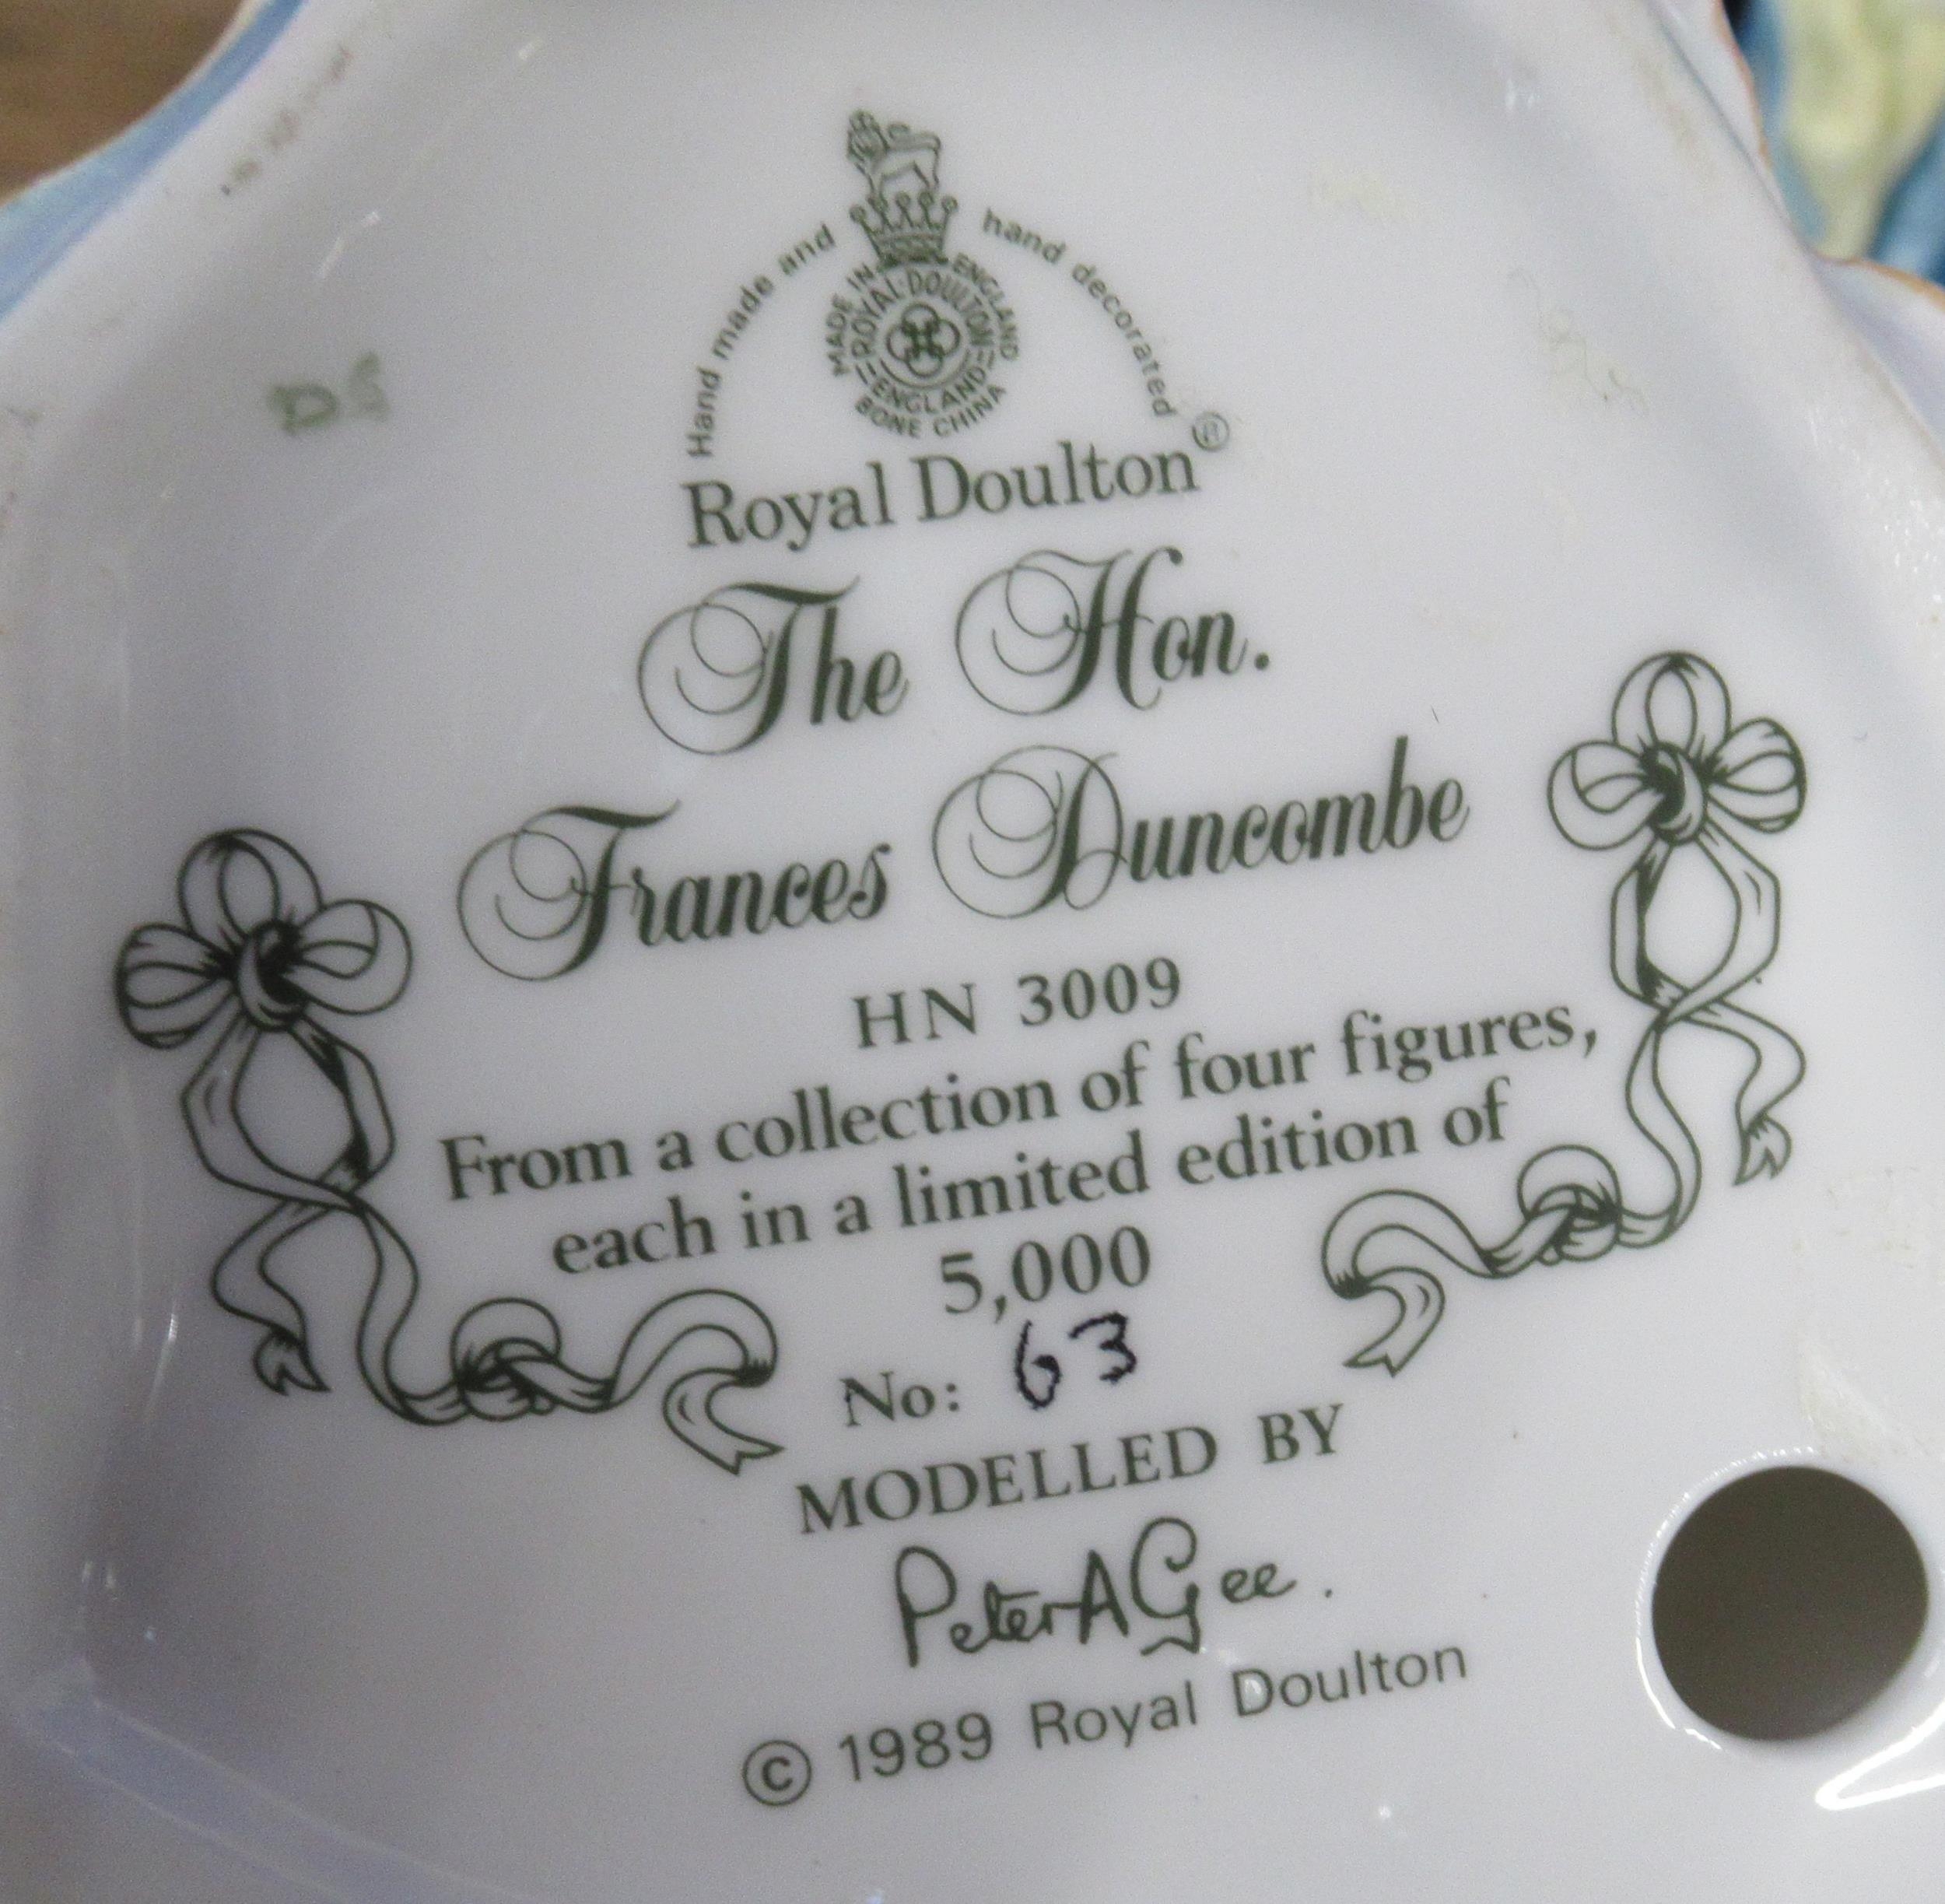 Hand made and hand decorated
MADE IN ENGLAND
ROYAL DOULTON
ENGLAND
BONE CHINA
Royal Doulton®
DS
The Hon.
Frances Duncombe
HN 3009
From a collection of four figures,
each in a limited edition of
5,000
No: 63
MODELLED BY
Peter A Gee.
© 1989 Royal Doulton